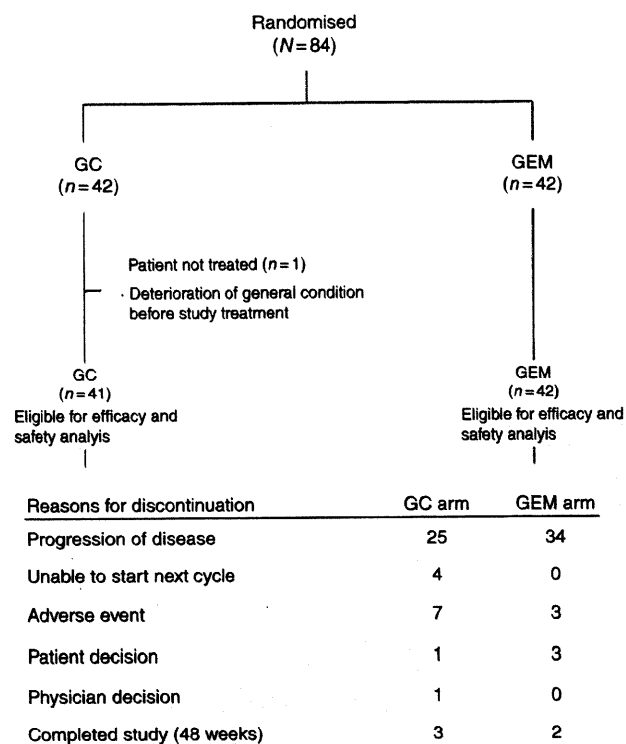 Randomised
(N=84)
GC
(n=42)
GEM
(n=42)
Patient not treated (n=1)
· Deterioration of general condition
before study treatment
GC
(n=41)
Eligible for efficacy and
safety analyis
GEM
(n=42)
Eligible for efficacy and
safety analyis
Reasons for discontinuation GC arm GEM arm
Progression of disease 25 34
Unable to start next cycle 4 0
Adverse event 7 3
Patient decision 1 3
Physician decision 1 0
Completed study (48 weeks) 3 2